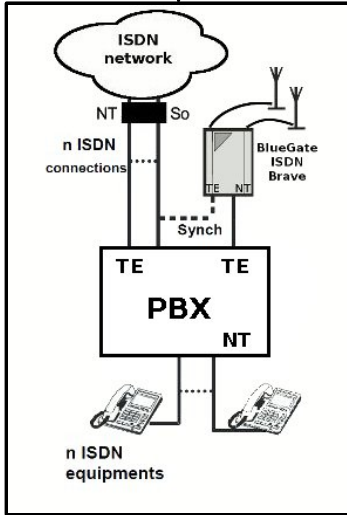 ISDN
network
NT So
n ISDN
connections
BlueGate
ISDN
Brave
TE NT
Synch
TE TE
PBX
NT
n ISDN
equipments